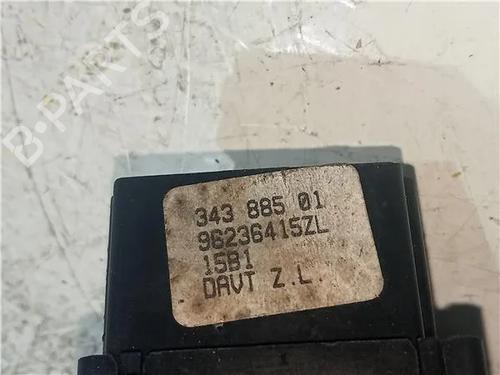 B-PARTS
343 885 01
96236415ZL
15B1
DAVT Z.L.